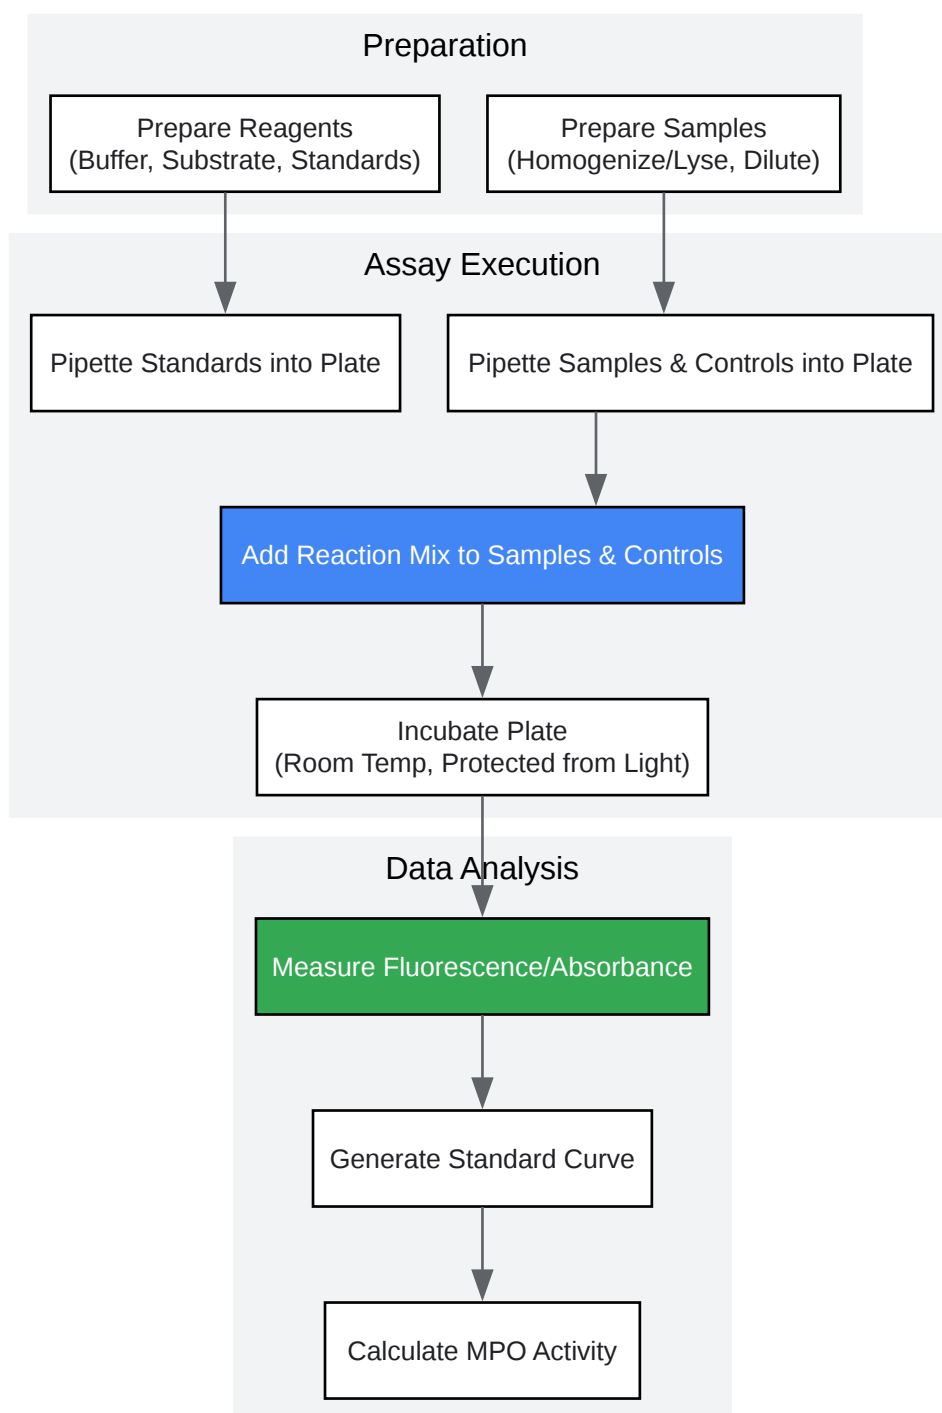 Preparation
Prepare Reagents
(Buffer, Substrate, Standards)
Prepare Samples
(Homogenize/Lyse, Dilute)
Assay Execution
Pipette Standards into Plate
Pipette Samples & Controls into Plate
Add Reaction Mix to Samples & Controls
Incubate Plate
(Room Temp, Protected from Light)
Data Analysis
Measure Fluorescence/Absorbance
Generate Standard Curve
Calculate MPO Activity